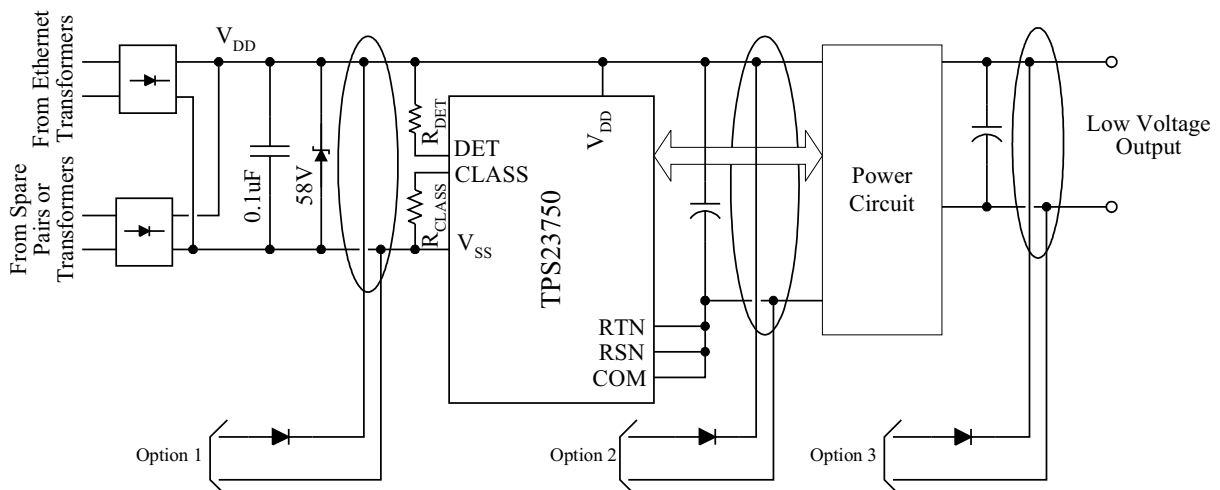 From Ethernet
Transformers
From Spare
Pairs or
Transformers
VDD
0.1uF
58V
RDET
RCLASS
DET
CLASS
VSS
VDD
TPS23750
RTN
RSN
COM
Power
Circuit
Low Voltage
Output
Option 1
Option 2
Option 3